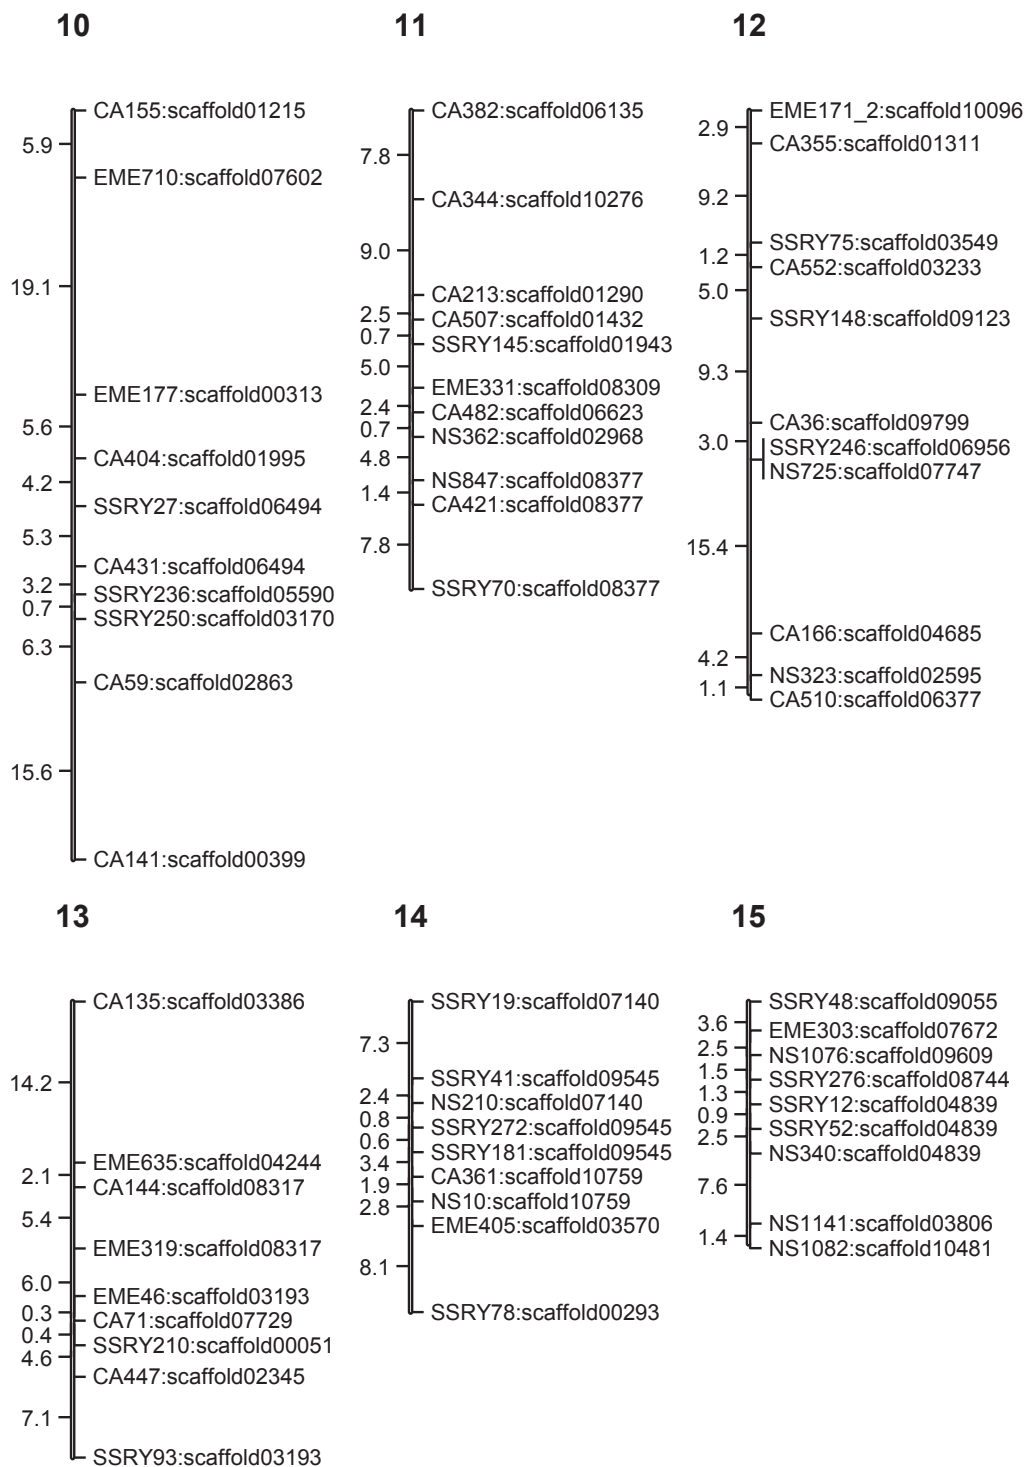 10
CA155:scaffold01215
5.9
EME710:scaffold07602
19.1
EME177:scaffold00313
5.6
CA404:scaffold01995
4.2
SSRY27:scaffold06494
5.3
CA431:scaffold06494
3.2
SSRY236:scaffold05590
0.7
SSRY250:scaffold03170
6.3
CA59:scaffold02863
15.6
CA141:scaffold00399
11
CA382:scaffold06135
7.8
CA344:scaffold10276
9.0
CA213:scaffold01290
2.5
CA507:scaffold01432
0.7
SSRY145:scaffold01943
5.0
EME331:scaffold08309
2.4
CA482:scaffold06623
0.7
NS362:scaffold02968
4.8
NS847:scaffold08377
1.4
CA421:scaffold08377
7.8
SSRY70:scaffold08377
12
EME171_2:scaffold10096
2.9
CA355:scaffold01311
9.2
SSRY75:scaffold03549
1.2
CA552:scaffold03233
5.0
SSRY148:scaffold09123
9.3
CA36:scaffold09799
3.0
SSRY246:scaffold06956
NS725:scaffold07747
15.4
CA166:scaffold04685
4.2
NS323:scaffold02595
1.1
CA510:scaffold06377
13
CA135:scaffold03386
14.2
EME635:scaffold04244
2.1
CA144:scaffold08317
5.4
EME319:scaffold08317
6.0
EME46:scaffold03193
0.3
CA71:scaffold07729
0.4
SSRY210:scaffold00051
4.6
CA447:scaffold02345
7.1
SSRY93:scaffold03193
14
SSRY19:scaffold07140
7.3
SSRY41:scaffold09545
2.4
NS210:scaffold07140
0.8
SSRY272:scaffold09545
0.6
SSRY181:scaffold09545
3.4
CA361:scaffold10759
1.9
NS10:scaffold10759
2.8
EME405:scaffold03570
8.1
SSRY78:scaffold00293
15
SSRY48:scaffold09055
3.6
EME303:scaffold07672
2.5
NS1076:scaffold09609
1.5
SSRY276:scaffold08744
1.3
SSRY12:scaffold04839
0.9
SSRY52:scaffold04839
2.5
NS340:scaffold04839
7.6
NS1141:scaffold03806
1.4
NS1082:scaffold10481